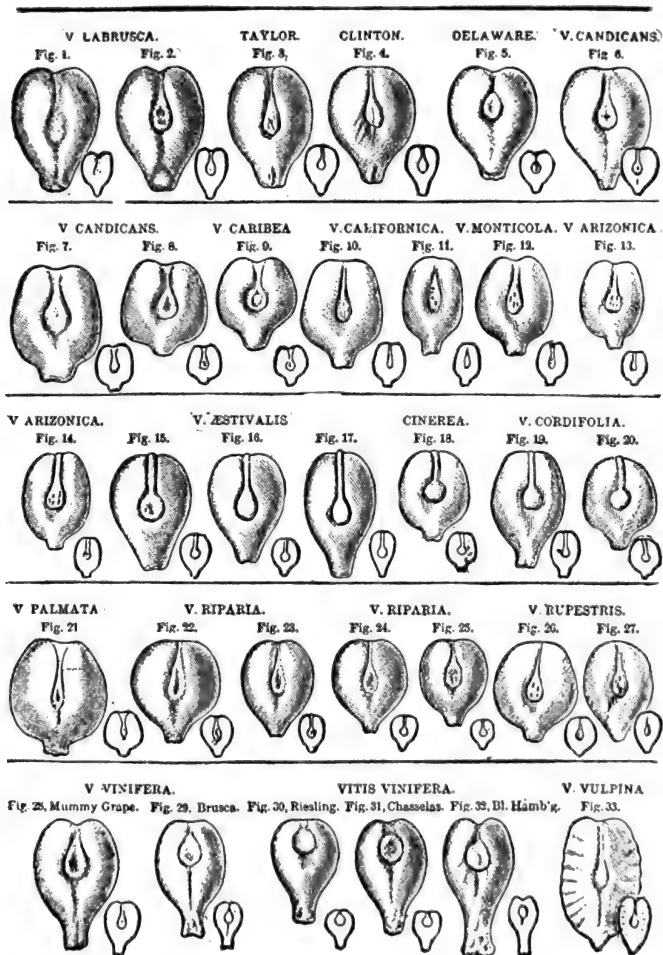 V LABRUSCA. TAYLOR. CLINTON. DELAWARE. V. CANDICANS.
Fig. 1. Fig. 2. Fig. 3, Fig. 4. Fig. 5. Fig 6.
V CANDICANS. V CARIBEA V. CALIFORNICA. V. MONTICOLA. V ARIZONICA.
Fig. 7. Fig. 8. Fig. 9. Fig. 10. Fig. 11. Fig. 12. Fig. 13.
V ARIZONICA. V. ÆSTIVALIS CINEREA. V. CORDIFOLIA.
Fig. 14. Fig. 15. Fig. 16. Fig. 17. Fig. 18. Fig. 19. Fig. 20.
V PALMATA V. RIPARIA. V. RIPARIA. V. RUPESTRIS.
Fig. 21 Fig. 22. Fig. 23. Fig. 24. Fig. 25. Fig. 26. Fig. 27.
V VINIFERA. VITIS VINIFERA. V. VULPINA
Fig. 28, Mummy Grape. Fig. 29, Brusca. Fig. 30, Riesling. Fig. 31, Chasselas. Fig. 32, Bl. Hamb'g. Fig. 33.